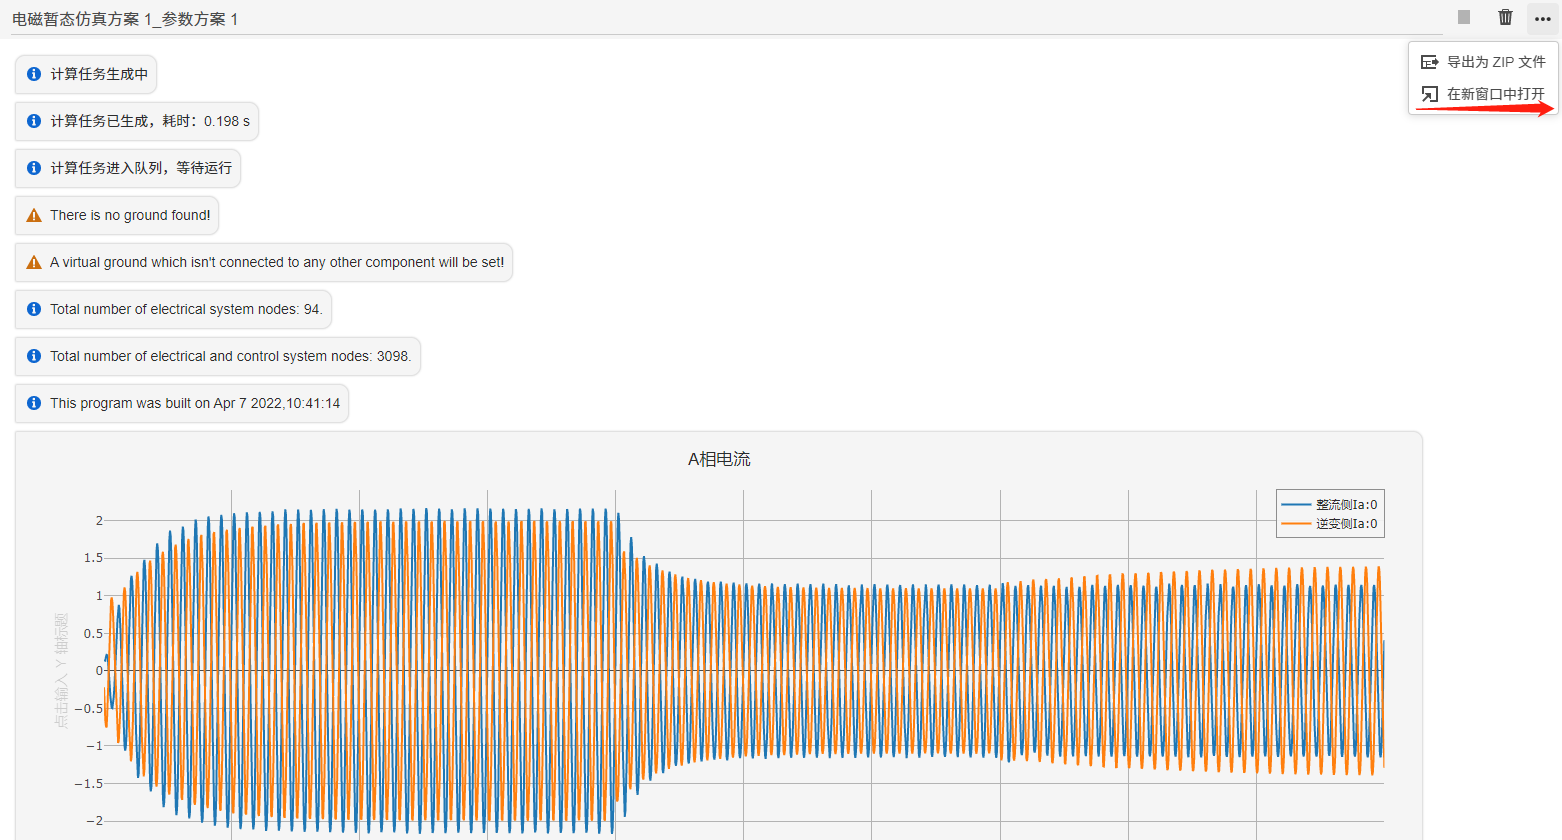 电磁暂态仿真方案 1_参数方案 1
导出为 ZIP 文件
在新窗口中打开
计算任务生成中
计算任务已生成，耗时：0.198 s
计算任务进入队列，等待运行
There is no ground found!
A virtual ground which isn't connected to any other component will be set!
Total number of electrical system nodes: 94.
Total number of electrical and control system nodes: 3098.
This program was built on Apr 7 2022,10:41:14
A相电流
整流侧Ia:0
逆变侧Ia:0
点击输入 Y 轴标题
2
1.5
1
0.5
0
−0.5
−1
−1.5
−2